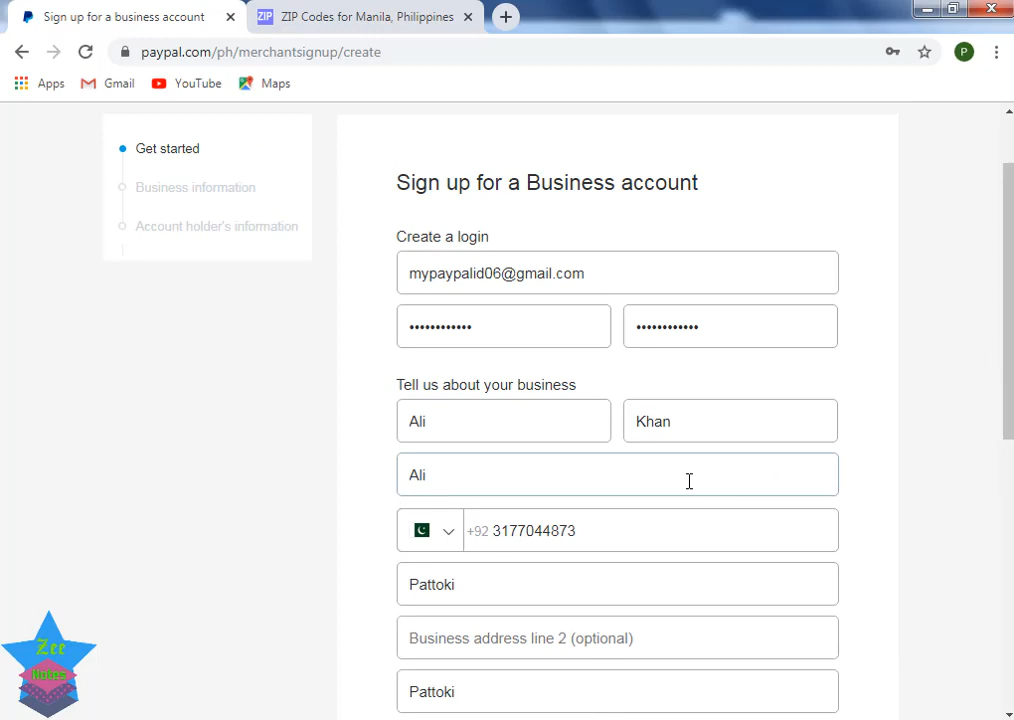 Sign up for a business account
ZIP ZIP Codes for Manila, Philippines
paypal.com/ph/merchantsignup/create
P
Apps Gmail YouTube Maps
Get started
Business information
Account holder's information
Sign up for a Business account
Create a login
mypaypalid06@gmail.com
•••••••••••• ••••••••••••
Tell us about your business
Ali Khan
Ali
+92 3177044873
Pattoki
Business address line 2 (optional)
Pattoki
Zee
Notes